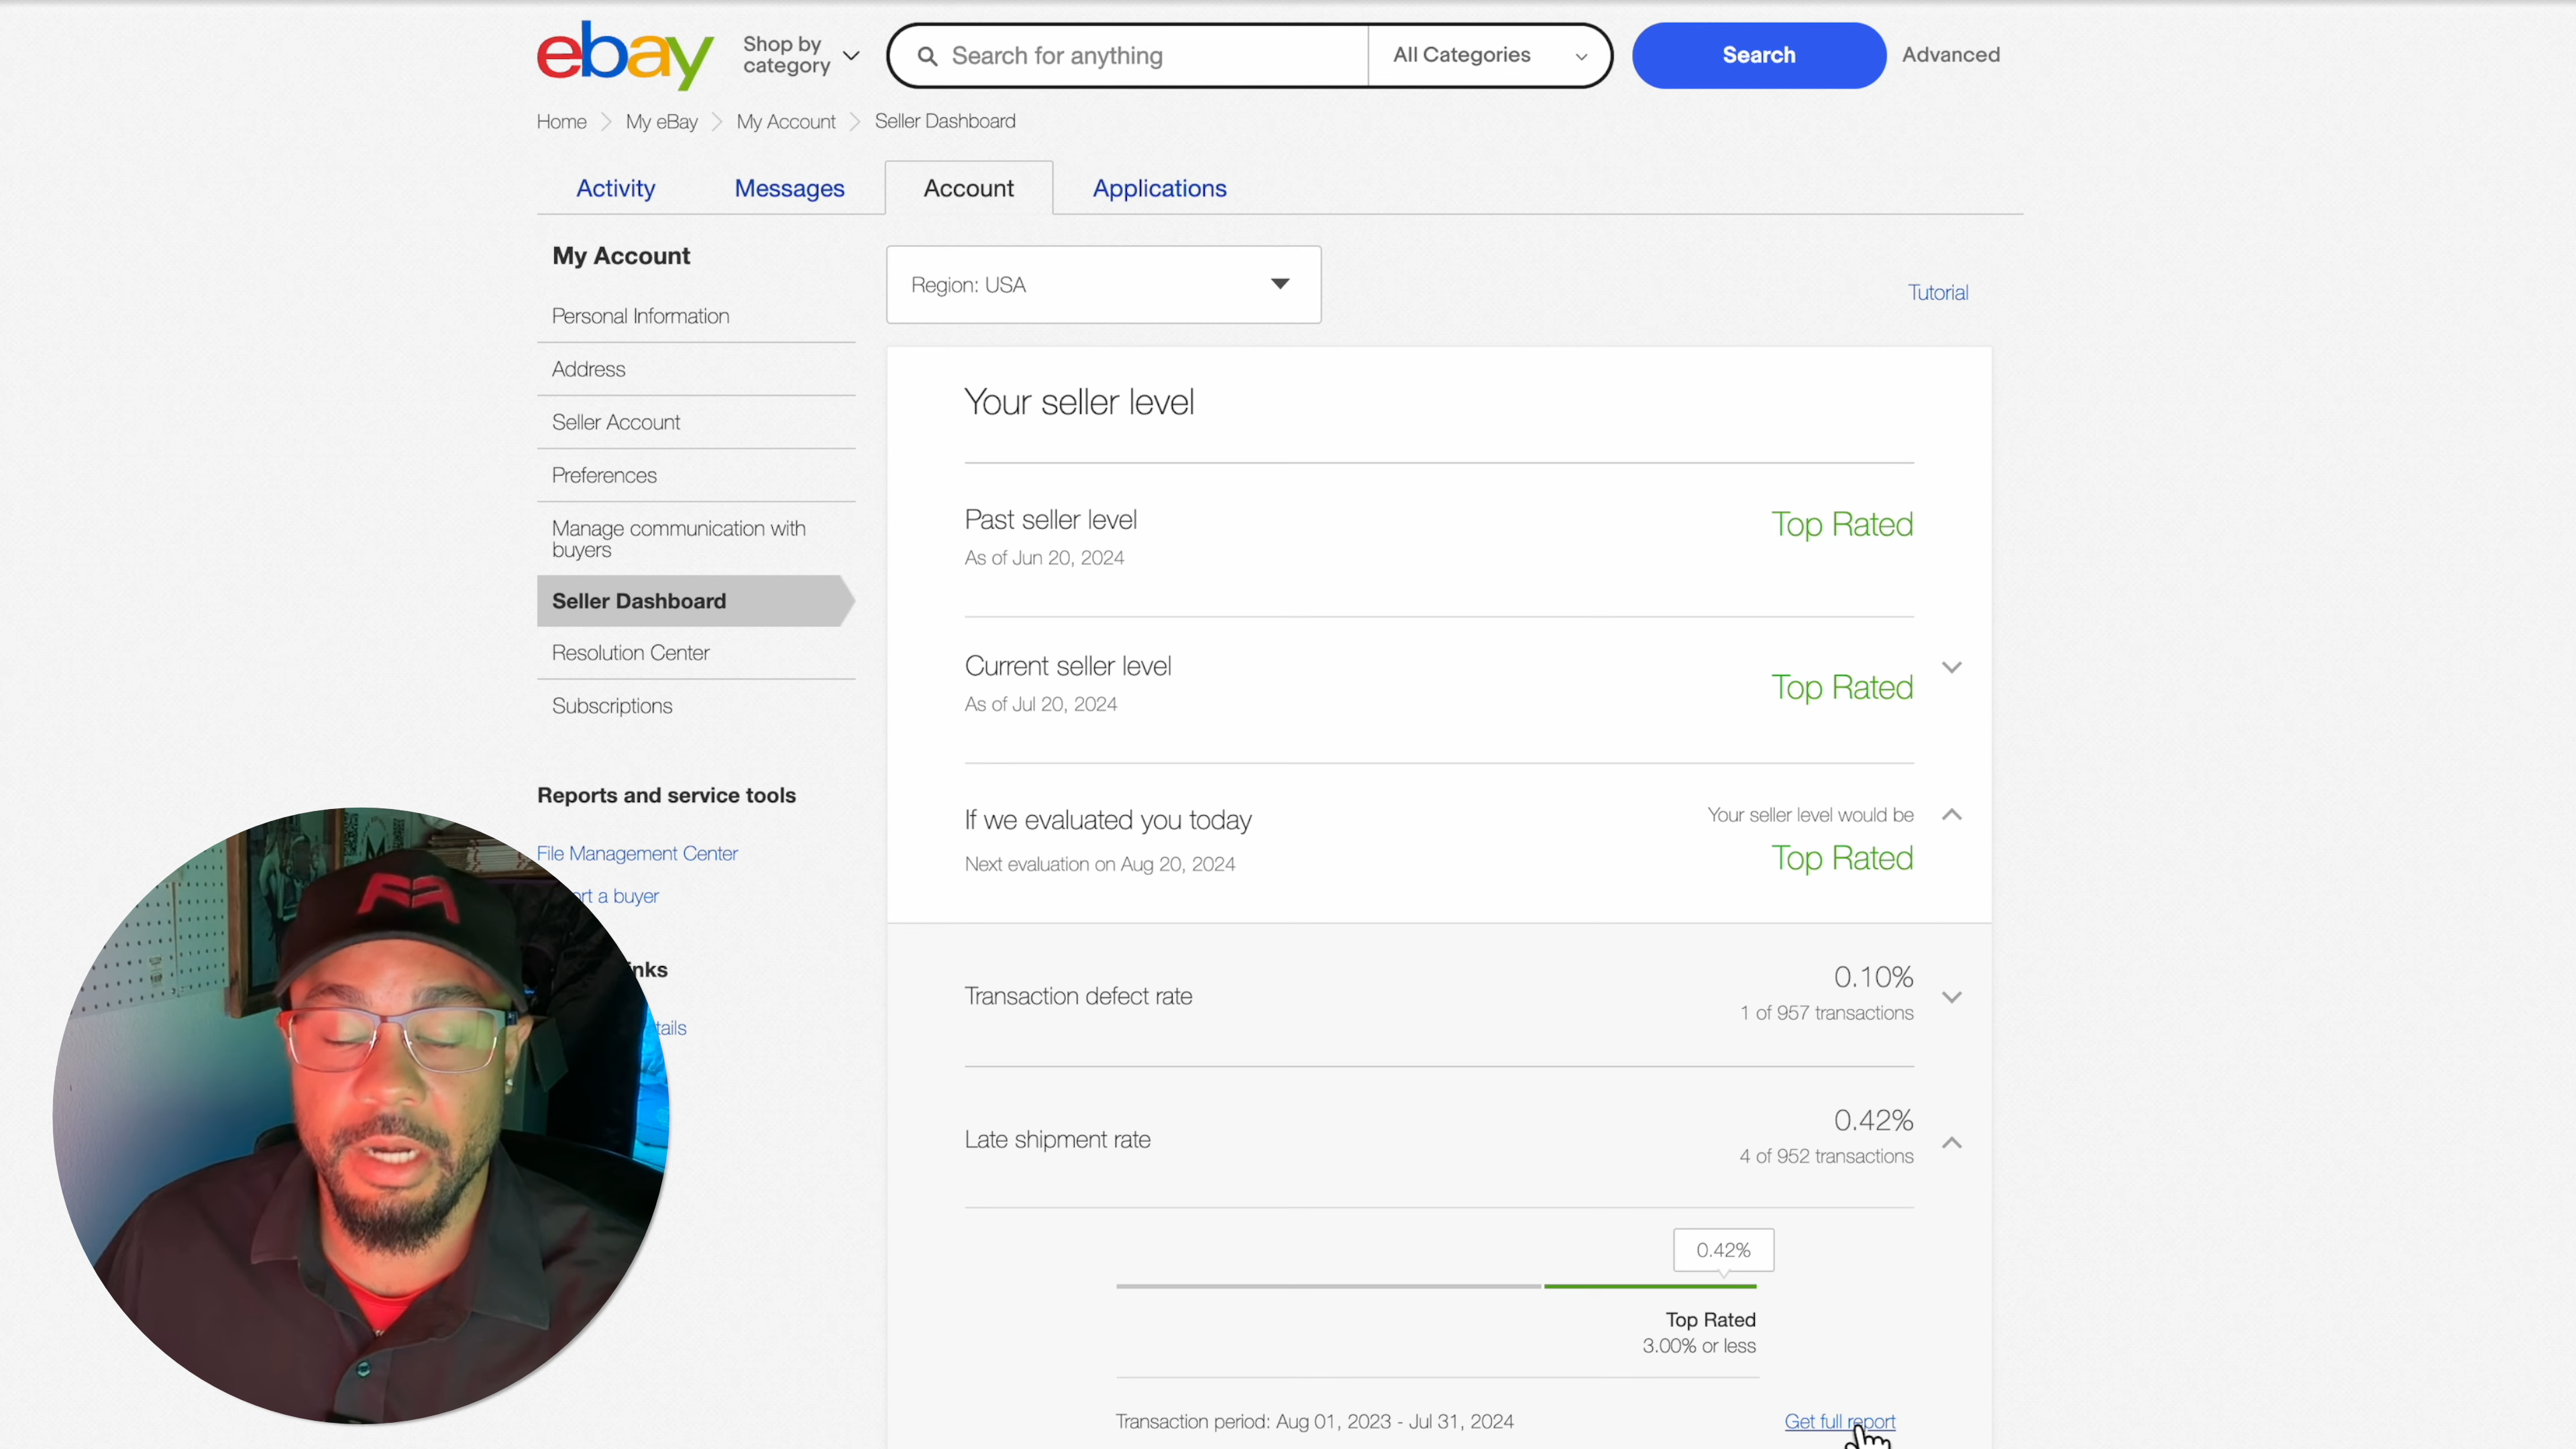 ebay
Shop by
category
Search for anything
All Categories
Search
Advanced
Home
My eBay
My Account
Seller Dashboard
Activity
Messages
Account
Applications
My Account
Personal Information
Address
Seller Account
Preferences
Manage communication with
buyers
Seller Dashboard
Resolution Center
Subscriptions
Reports and service tools
File Management Center
rt a buyer
nks
tails
Region: USA
Tutorial
Your seller level
Past seller level
Top Rated
As of Jun 20, 2024
Current seller level
Top Rated
As of Jul 20, 2024
If we evaluated you today
Your seller level would be
Next evaluation on Aug 20, 2024
Top Rated
Transaction defect rate
0.10%
1 of 957 transactions
Late shipment rate
0.42%
4 of 952 transactions
0.42%
Top Rated
3.00% or less
Transaction period: Aug 01, 2023 - Jul 31, 2024
Get full report